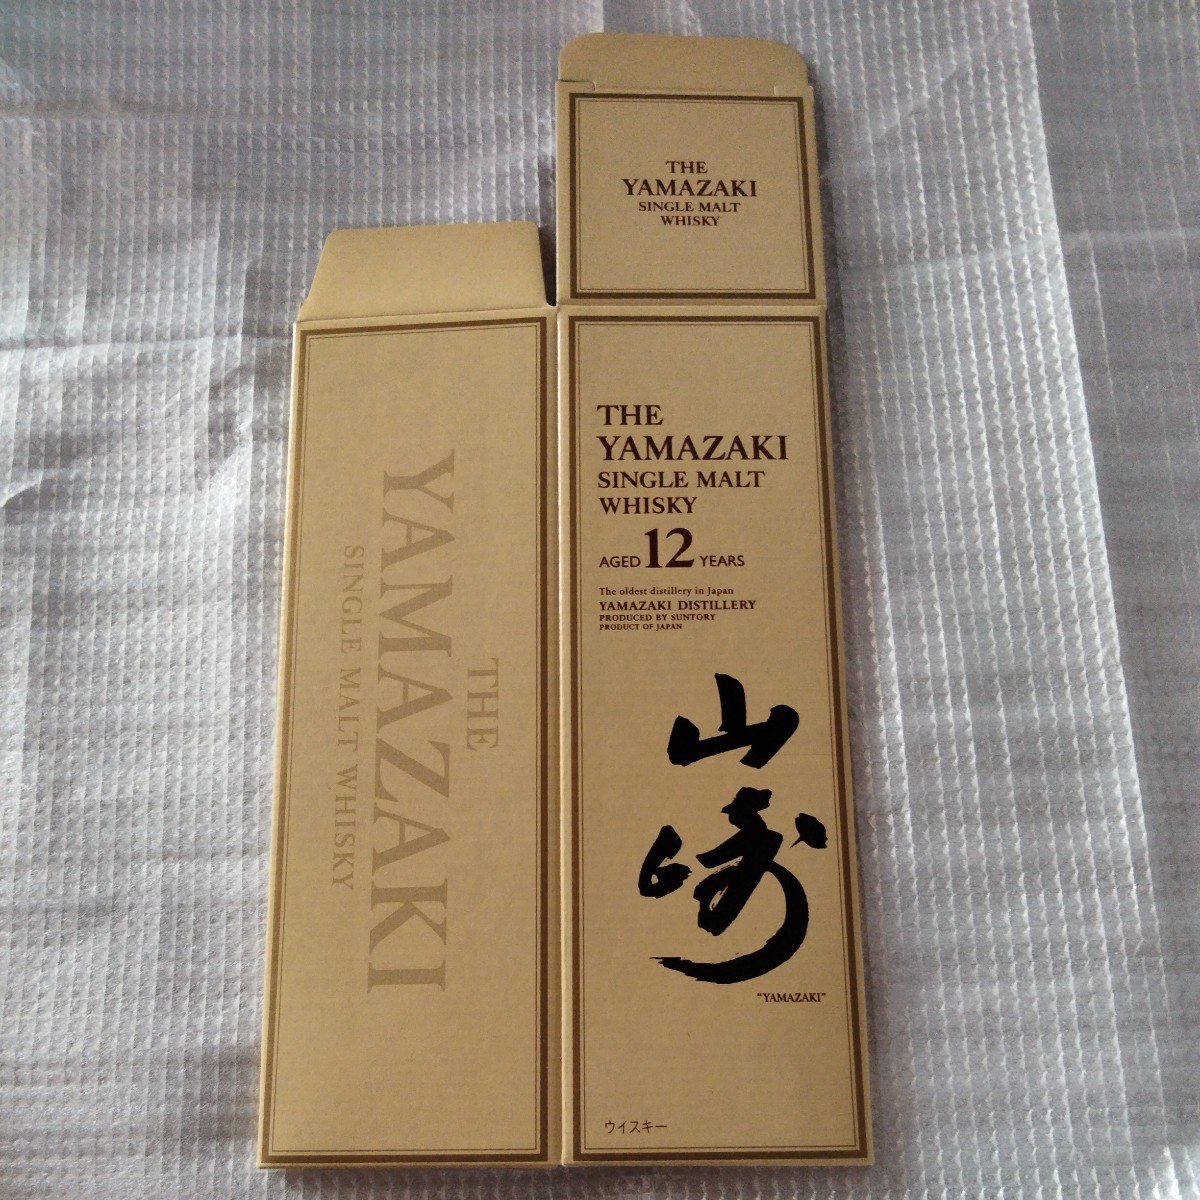 THE
YAMAZAKI
SINGLE MALT
WHISKY
THE
YAMAZAKI
SINGLE MALT
WHISKY
AGED 12 YEARS
The oldest distillery in Japan
YAMAZAKI DISTILLERY
PRODUCED BY SUNTORY
PRODUCT OF JAPAN
山崎
"YAMAZAKI"
ウイスキー
THE
YAMAZAKI
SINGLE MALT WHISKY